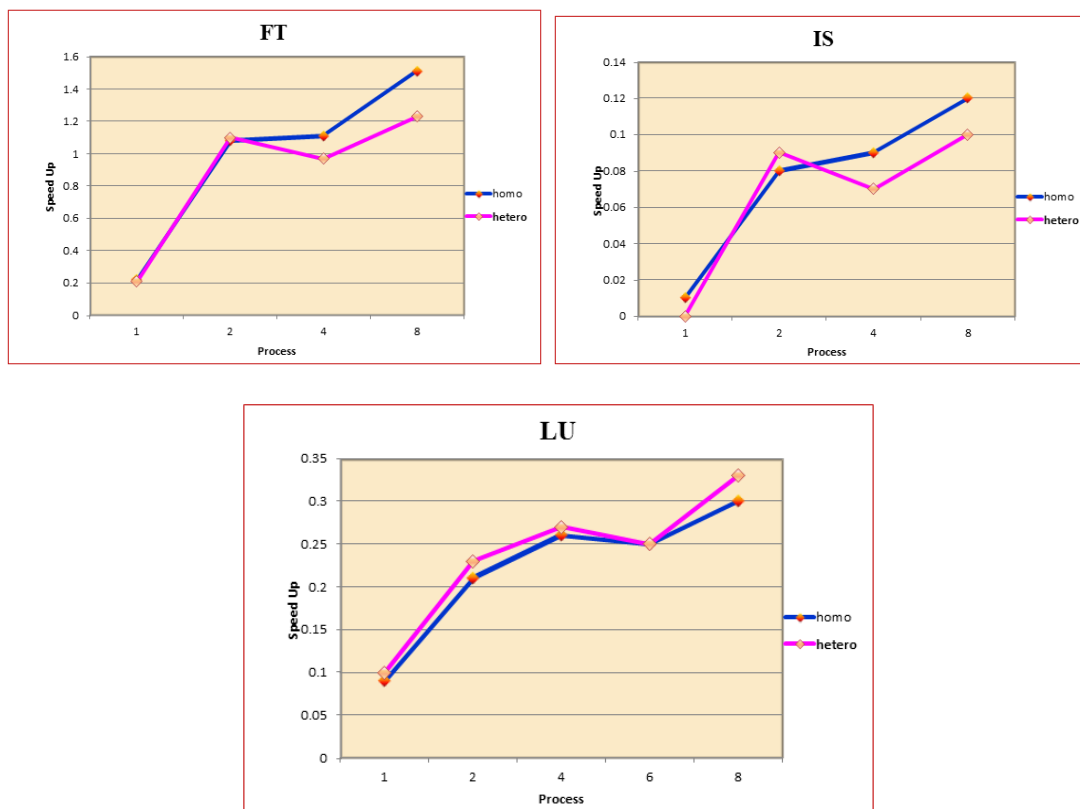 FT
1.6
1.4
1.2
1
0.8
0.6
0.4
0.2
0
Speed Up
1 2 4 8
Process
homo
hetero
IS
0.14
0.12
0.1
0.08
0.06
0.04
0.02
0
Speed Up
1 2 4 8
Process
homo
hetero
LU
0.35
0.3
0.25
0.2
0.15
0.1
0.05
0
Speed Up
1 2 4 6 8
Process
homo
hetero